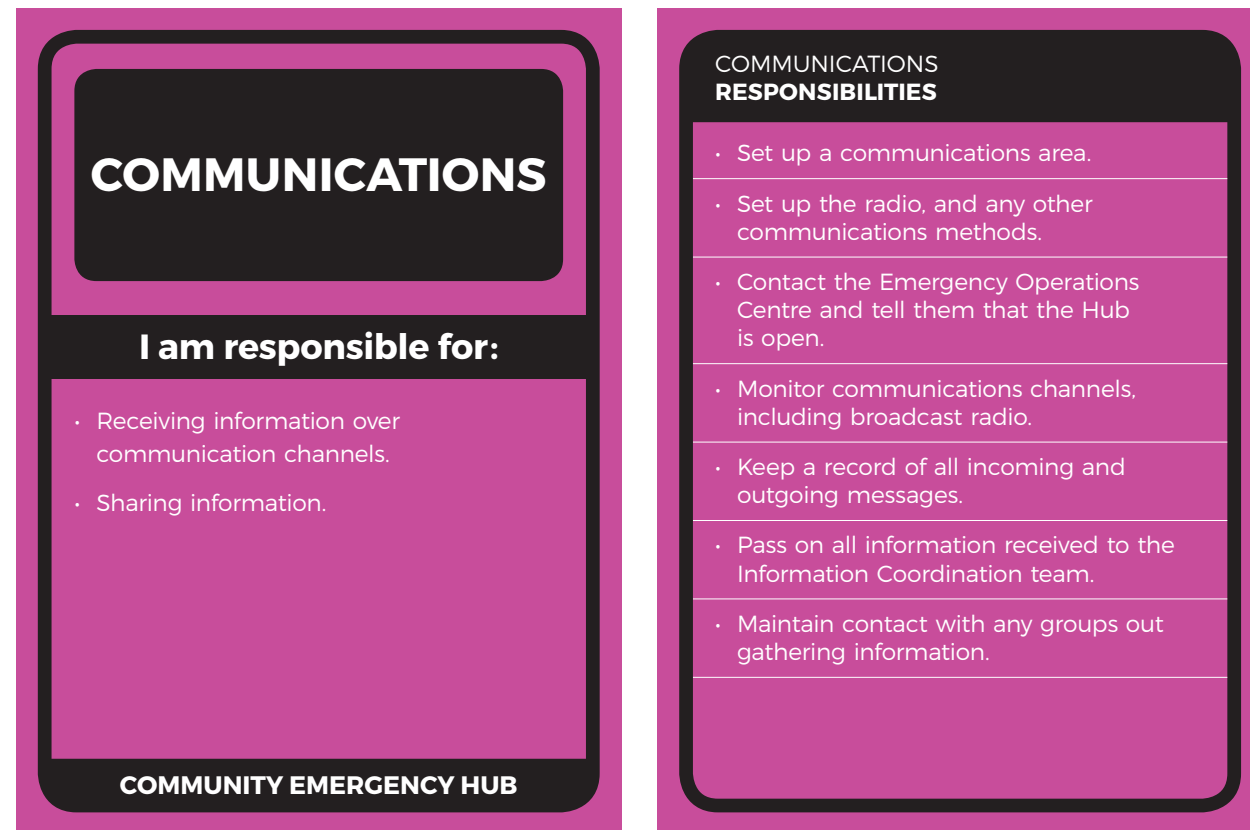 COMMUNICATIONS
I am responsible for:
• Receiving information over
communication channels.
• Sharing information.
COMMUNITY EMERGENCY HUB
COMMUNICATIONS
RESPONSIBILITIES
• Set up a communications area.
• Set up the radio, and any other
communications methods.
• Contact the Emergency Operations
Centre and tell them that the Hub
is open.
• Monitor communications channels,
including broadcast radio.
• Keep a record of all incoming and
outgoing messages.
• Pass on all information received to the
Information Coordination team.
• Maintain contact with any groups out
gathering information.